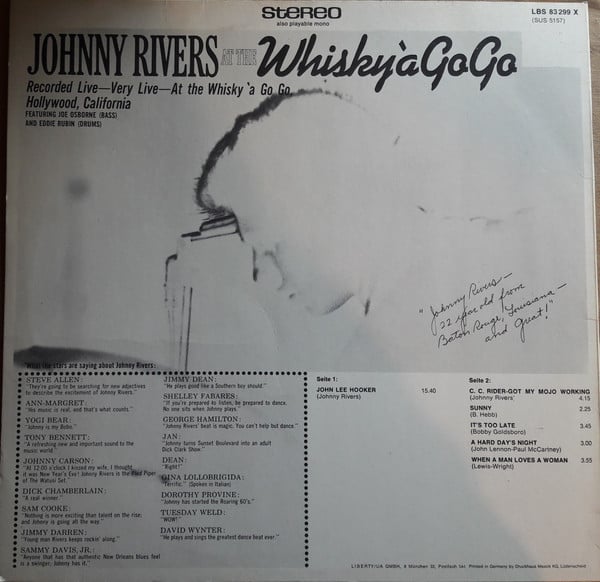 stereo
also playable mono
LBS 83 299 X
(SUS 5157)
JOHNNY RIVERS AT THE Whisky à Go Go
Recorded Live—Very Live—At the Whisky 'a Go Go,
Hollywood, California
FEATURING JOE OSBORNE (BASS)
AND EDDIE RUBIN (DRUMS)
"Johnny Rivers—
22 year old from
Baton Rouge, Louisiana—
and Great!"
What the stars are saying about Johnny Rivers:
STEVE ALLEN:
"They're going to be searching for new adjectives
to describe the excitement of Johnny Rivers."
ANN-MARGRET:
"His music is real, and that's what counts."
YOGI BEAR:
"Johnny is my Bobo."
TONY BENNETT:
"A refreshing new and important sound to the
music world"
JOHNNY CARSON:
"At 12:00 o'clock I kissed my wife, I thought
it was New Year's Eve! Johnny Rivers is the Pied Piper
of The Watusi Set."
DICK CHAMBERLAIN:
"A real winner."
SAM COOKE:
"Nothing is more exciting than talent on the rise;
and Johnny is going all the way."
JIMMY DARREN:
"Young man Rivers keeps rockin' along."
SAMMY DAVIS, JR.:
"Anyone that has that authentic New Orleans blues feel
is a swinger; Johnny has it."
JIMMY DEAN:
"He plays good like a Southern boy should."
SHELLEY FABARES:
"If you're prepared to listen, be prepared to dance.
No one sits when Johnny plays."
GEORGE HAMILTON:
"Johnny Rivers' beat is magic. You can't help but dance."
JAN:
"Johnny turns Sunset Boulevard into an adult
Dick Clark Show."
DEAN:
"Right!"
GINA LOLLOBRIGIDA:
"Terrific." (Spoken in Italian)
DOROTHY PROVINE:
"Johnny has started the Roaring 60's."
TUESDAY WELD:
"WOW!"
DAVID WYNTER:
"He plays and sings the greatest dance beat ever."
Side 1:
JOHN LEE HOOKER 15.40
(Johnny Rivers)
Side 2:
C. C. RIDER-GOT MY MOJO WORKING
(Johnny Rivers) 4.15
SUNNY 2.25
(B. Hebb)
IT'S TOO LATE 3.45
(Bobby Goldsboro)
A HARD DAY'S NIGHT 3.00
(John Lennon-Paul McCartney)
WHEN A MAN LOVES A WOMAN 3.55
(Lewis-Wright)
LIBERTY/UA GMBH, 8 München 13, Postfach 141 Printed in Germany by Druckhaus Maack KG, Lüdenscheid